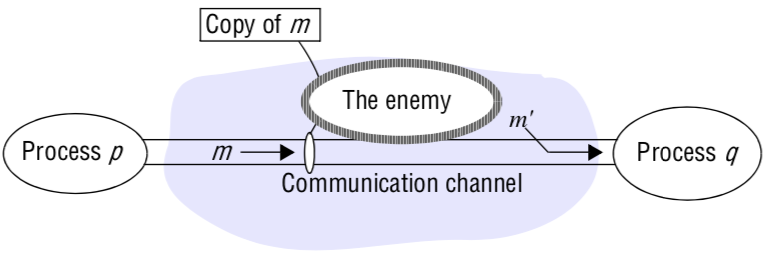 Copy of m
The enemy
m'
Process p
m
Process q
Communication channel